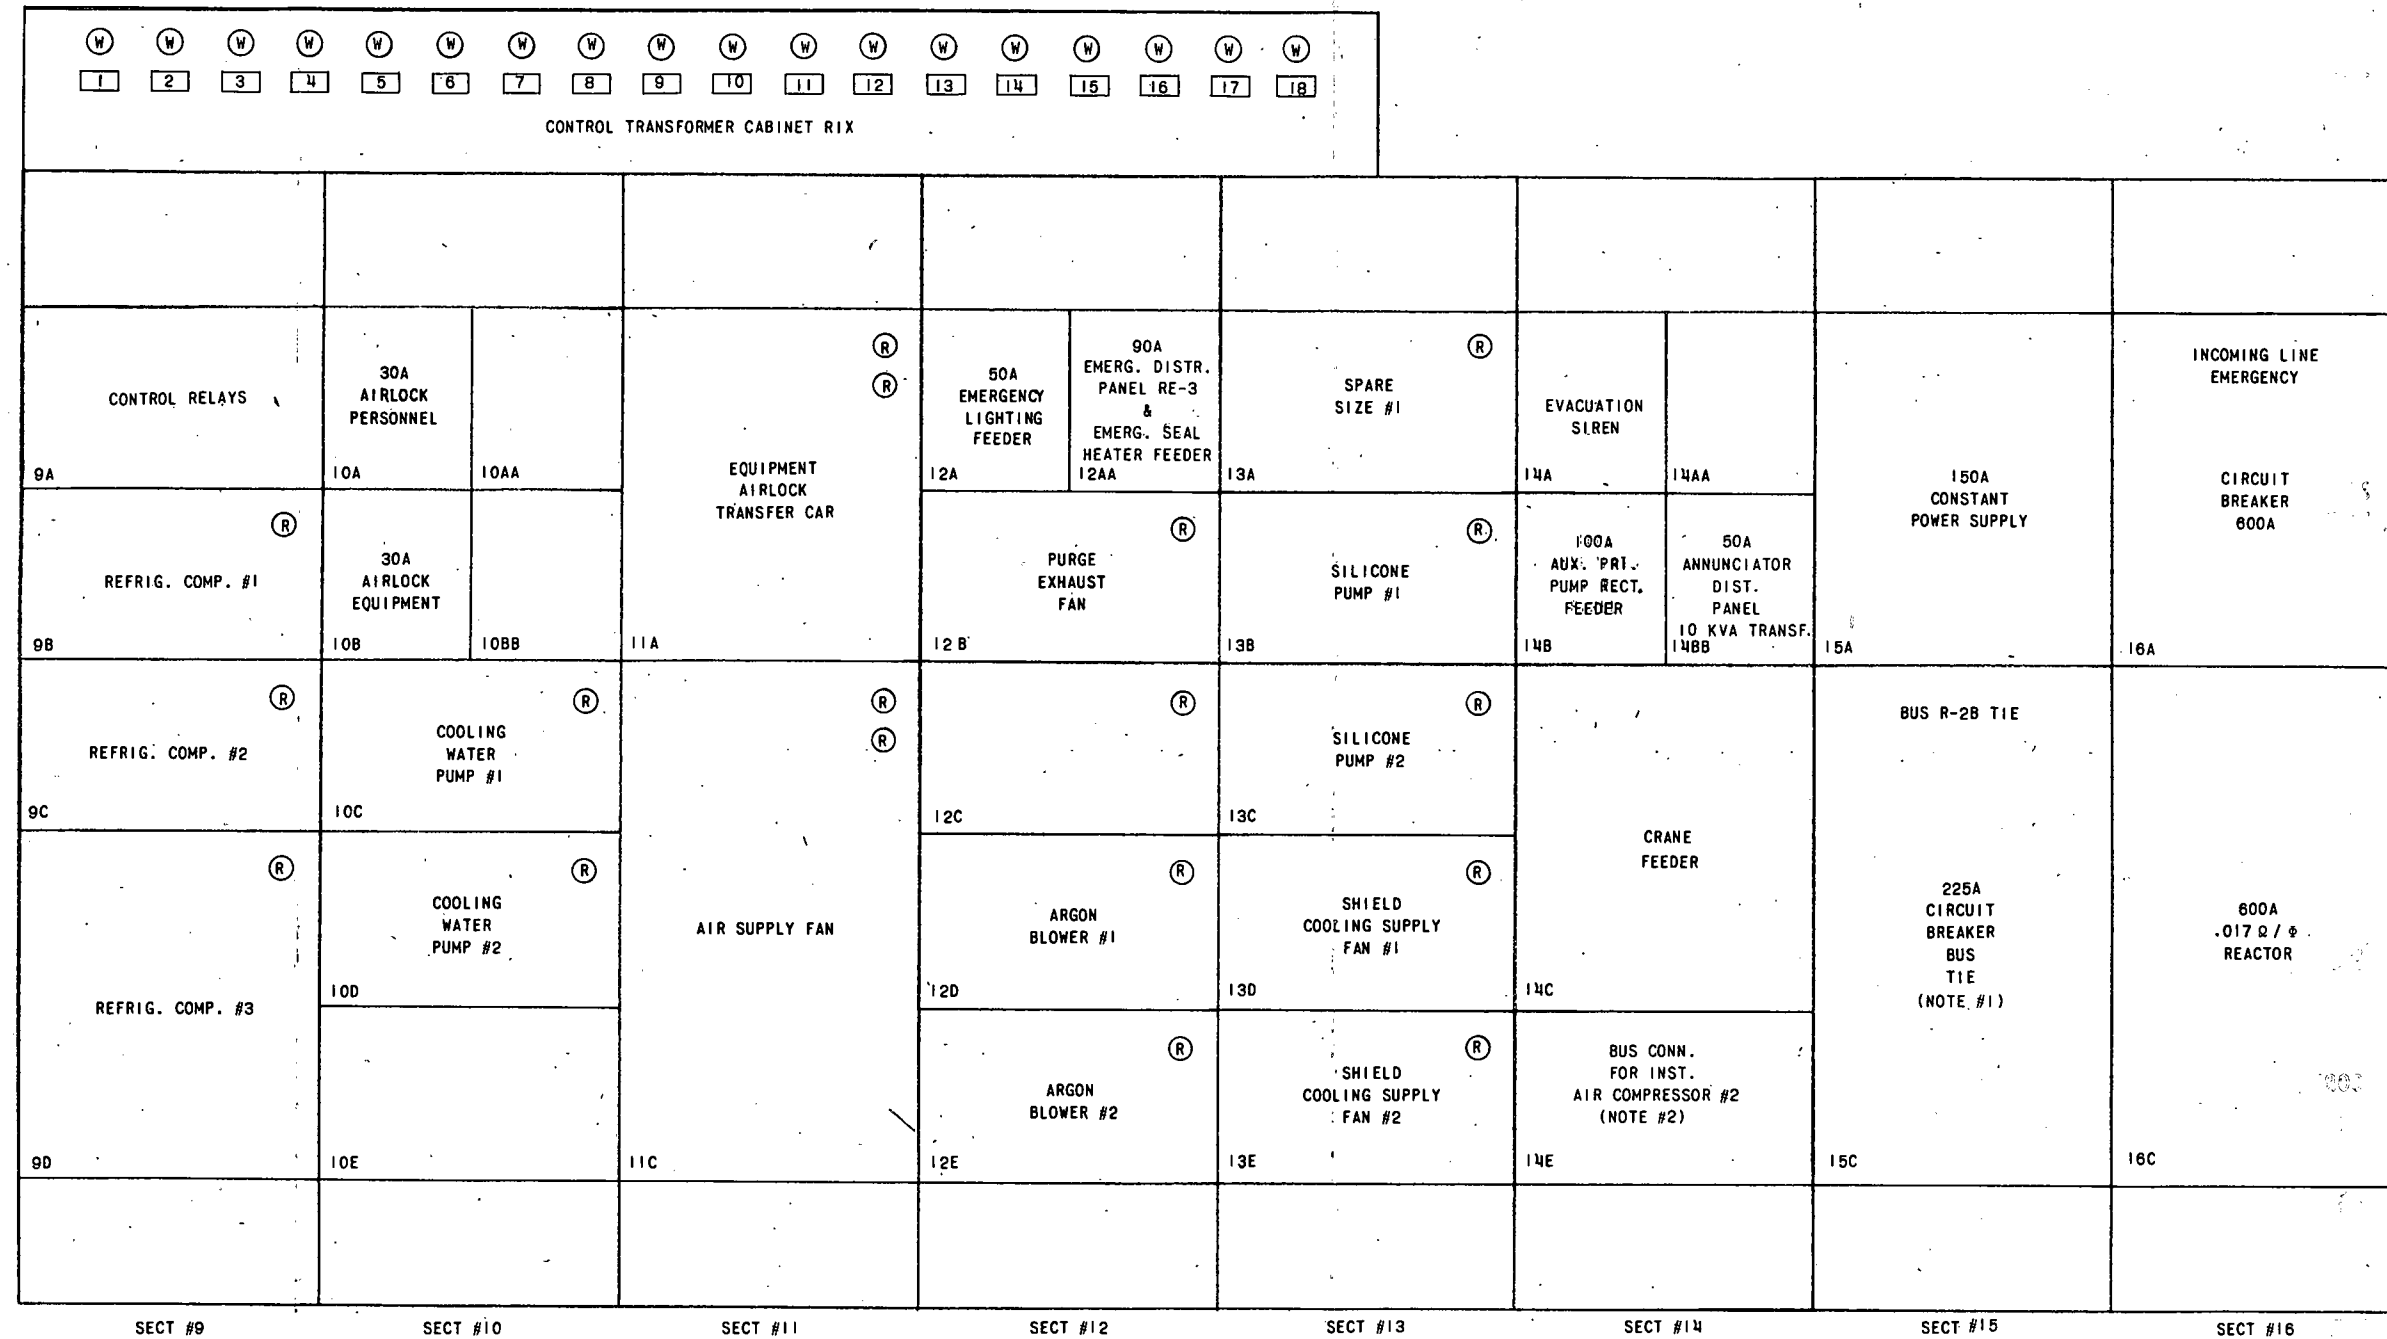 W W W W W W W W W W W W W W W W W W
1 2 3 4 5 6 7 8 9 10 11 12 13 14 15 16 17 18
CONTROL TRANSFORMER CABINET RIX
CONTROL RELAYS
9A
R
REFRIG. COMP. #1
9B
R
REFRIG. COMP. #2
9C
R
REFRIG. COMP. #3
9D
SECT #9
30A
AIRLOCK
PERSONNEL
10A
10AA
30A
AIRLOCK
EQUIPMENT
10B
10BB
R
COOLING
WATER
PUMP #1
10C
R
COOLING
WATER
PUMP #2
10D
10E
SECT #10
R
R
EQUIPMENT
AIRLOCK
TRANSFER CAR
11A
R
R
AIR SUPPLY FAN
11C
SECT #11
50A
EMERGENCY
LIGHTING
FEEDER
12A
90A
EMERG. DISTR.
PANEL RE-3
&
EMERG. SEAL
HEATER FEEDER
12AA
R
PURGE
EXHAUST
FAN
12B
R
12C
R
ARGON
BLOWER #1
12D
R
ARGON
BLOWER #2
12E
SECT #12
R
SPARE
SIZE #1
13A
R
SILICONE
PUMP #1
13B
R
SILICONE
PUMP #2
13C
R
SHIELD
COOLING SUPPLY
FAN #1
13D
R
SHIELD
COOLING SUPPLY
FAN #2
13E
SECT #13
EVACUATION
SIREN
14A
14AA
100A
AUX. PRI.
PUMP RECT.
FEEDER
14B
50A
ANNUNCIATOR
DIST.
PANEL
10 KVA TRANSF.
14BB
CRANE
FEEDER
14C
BUS CONN.
FOR INST.
AIR COMPRESSOR #2
(NOTE #2)
14E
SECT #14
150A
CONSTANT
POWER SUPPLY
15A
BUS R-2B TIE
225A
CIRCUIT
BREAKER
BUS
TIE
(NOTE #1)
15C
SECT #15
INCOMING LINE
EMERGENCY
CIRCUIT
BREAKER
600A
16A
600A
.017 Ω / Φ
REACTOR
16C
SECT #16